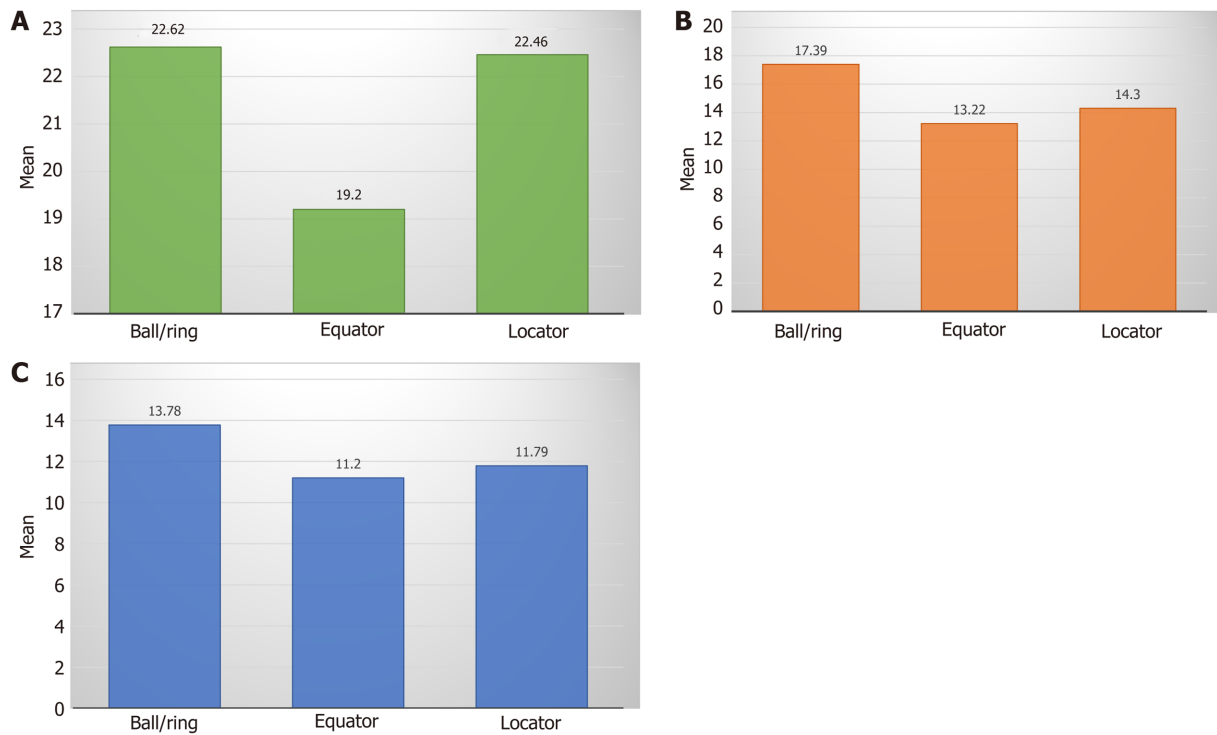 A
Mean
23
22
21
20
19
18
17
22.62
19.2
22.46
Ball/ring
Equator
Locator
B
Mean
20
18
16
14
12
10
8
6
4
2
0
17.39
13.22
14.3
Ball/ring
Equator
Locator
C
Mean
16
14
12
10
8
6
4
2
0
13.78
11.2
11.79
Ball/ring
Equator
Locator